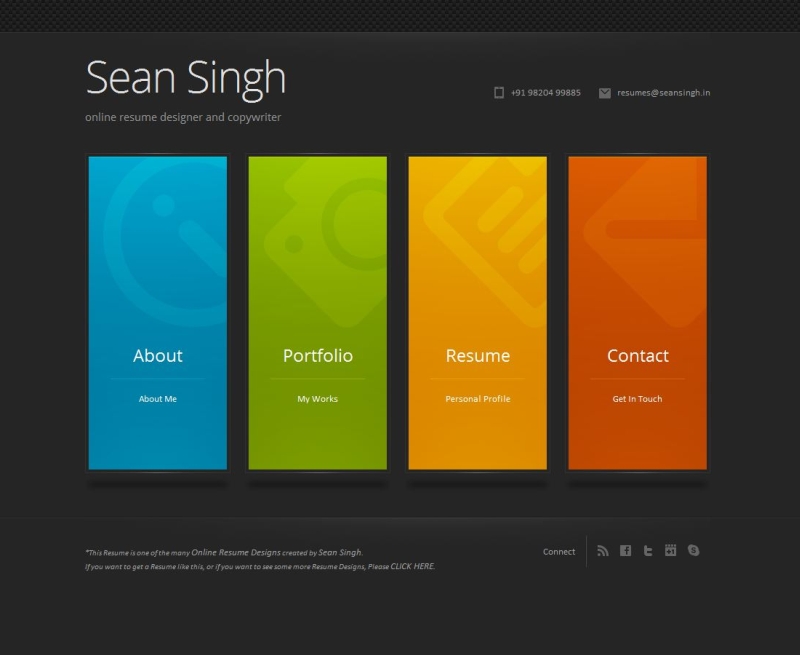 Sean Singh
+91 98204 99885
resumes@seansingh.in
online resume designer and copywriter
About
About Me
Portfolio
My Works
Resume
Personal Profile
Contact
Get In Touch
*This Resume is one of the many Online Resume Designs created by Sean Singh.
If you want to get a Resume like this, or if you want to see some more Resume Designs, Please CLICK HERE.
Connect